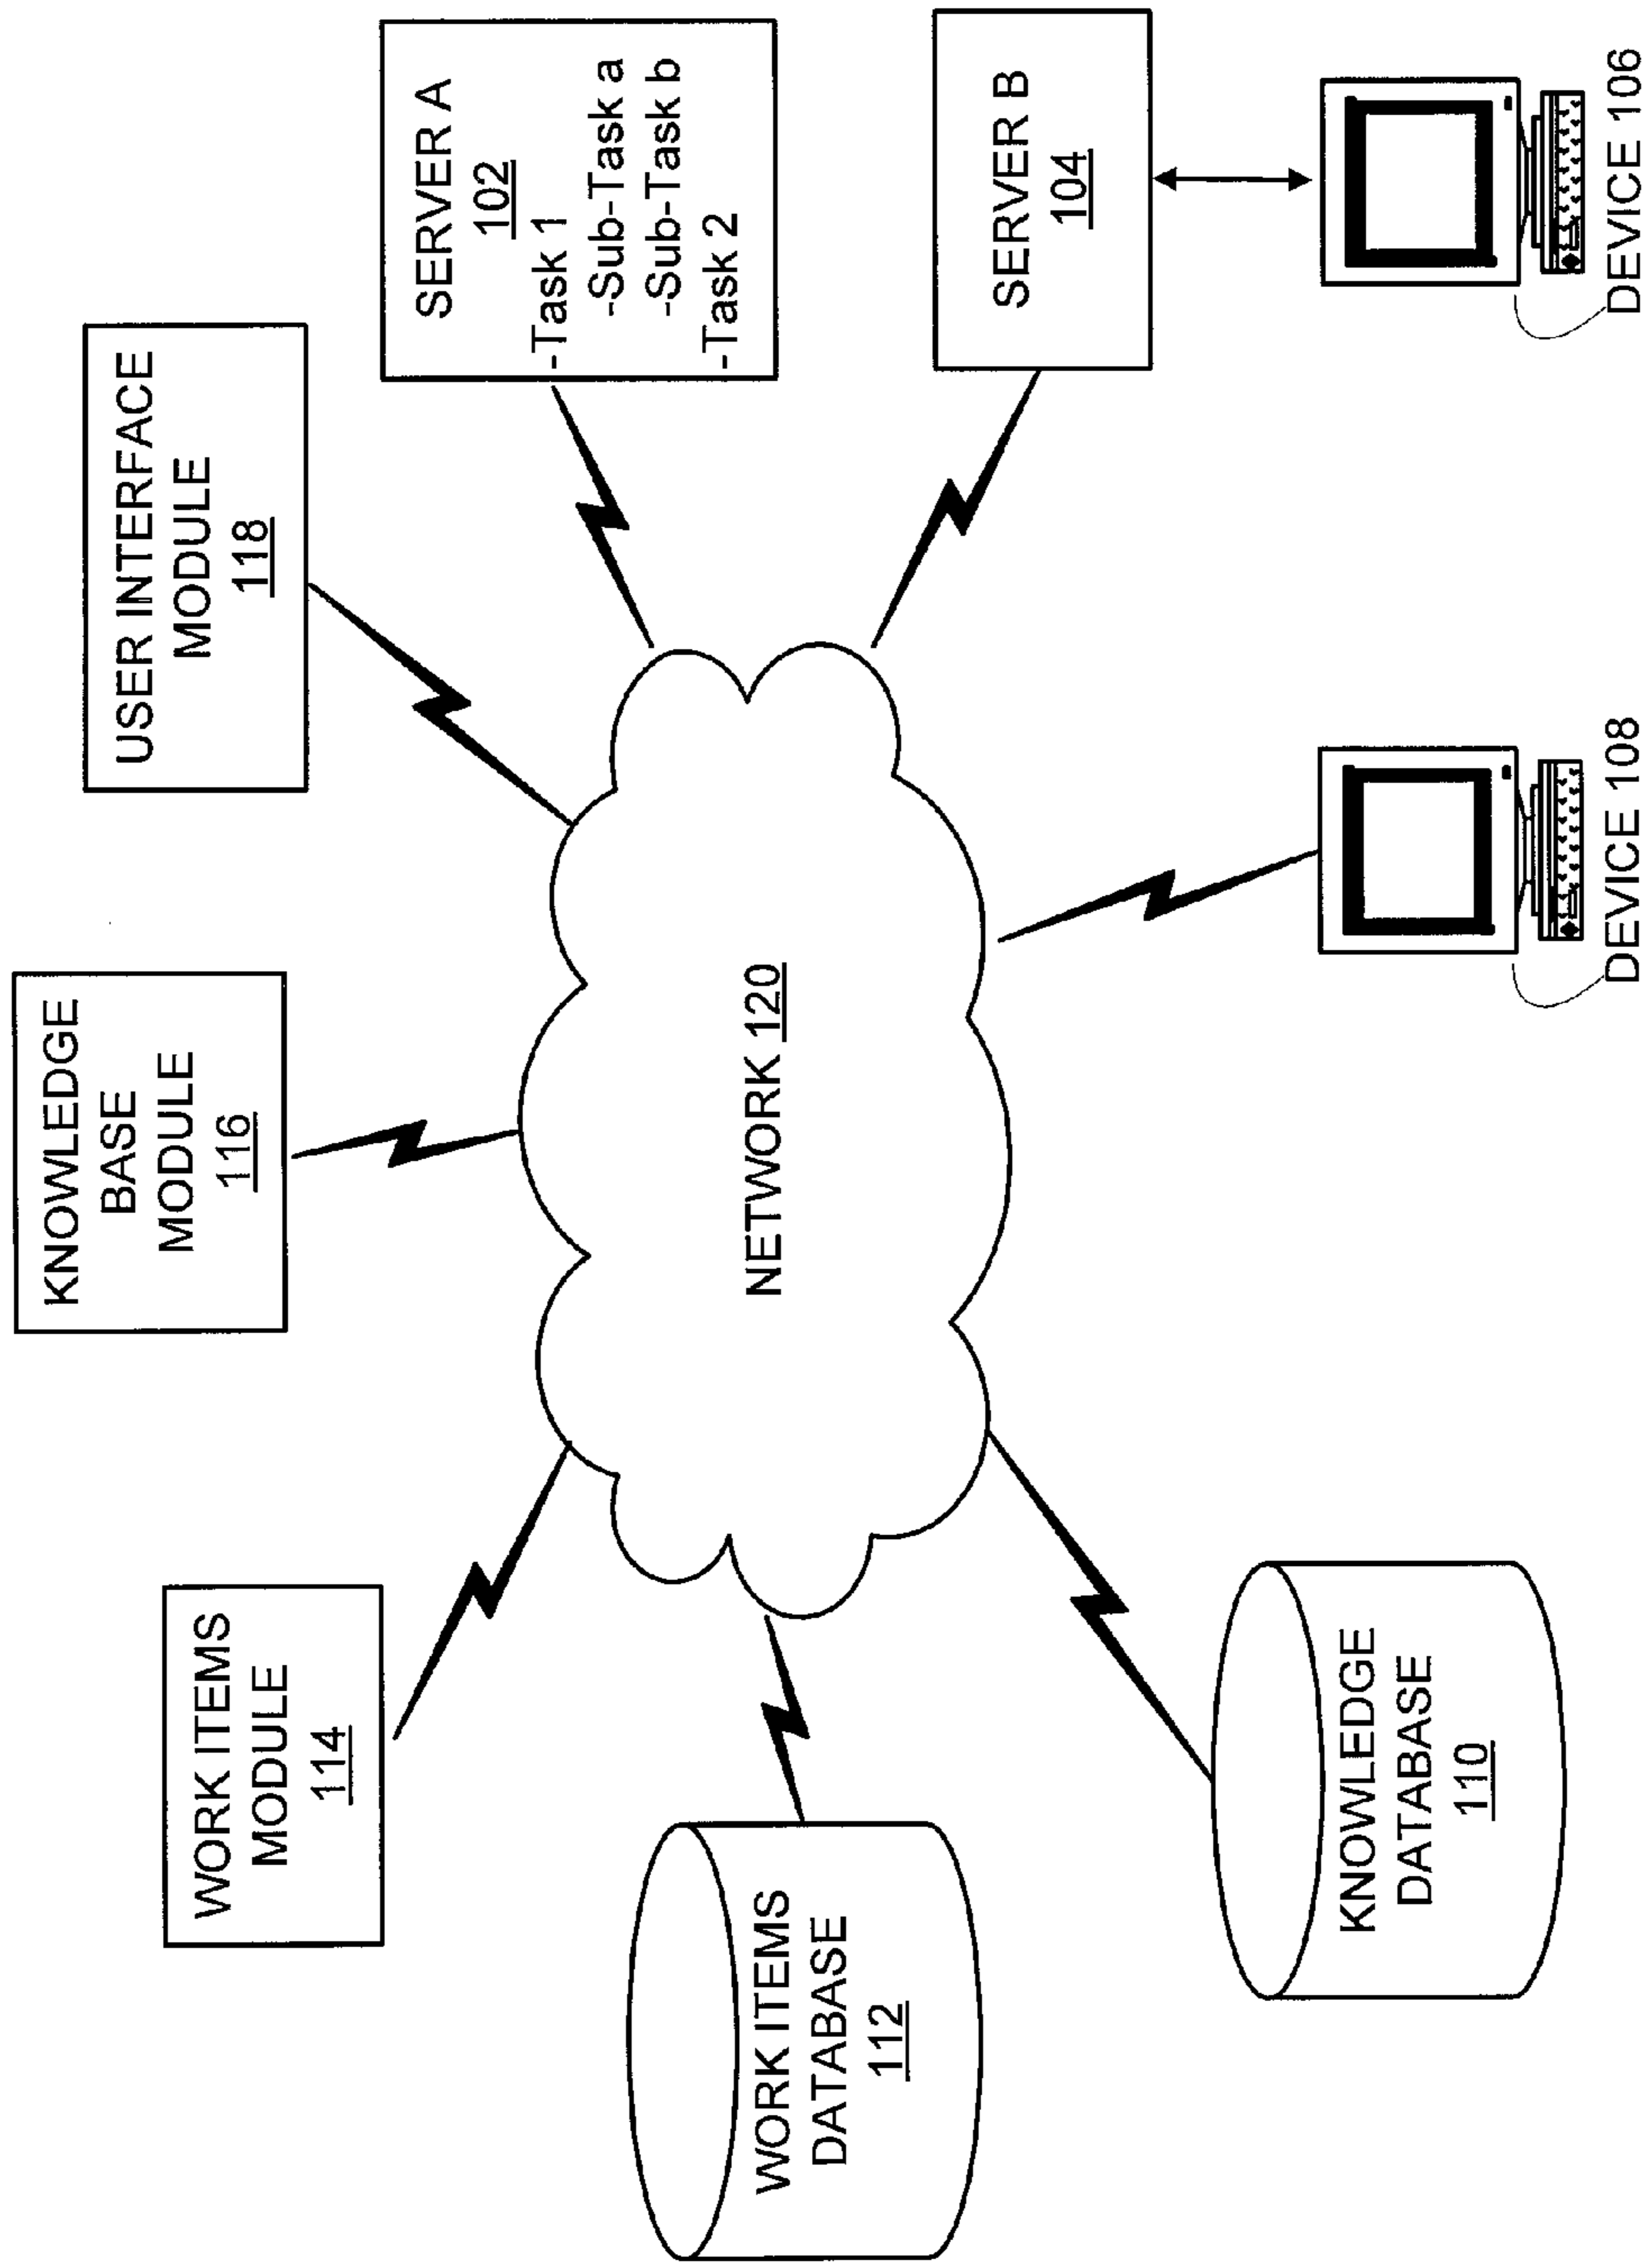 WORK ITEMS
MODULE
114
KNOWLEDGE
BASE
MODULE
116
USER INTERFACE
MODULE
118
SERVER A
102
-Task 1
-Sub-Task a
-Sub-Task b
-Task 2
WORK ITEMS
DATABASE
112
NETWORK 120
SERVER B
104
KNOWLEDGE
DATABASE
110
DEVICE 108
DEVICE 106